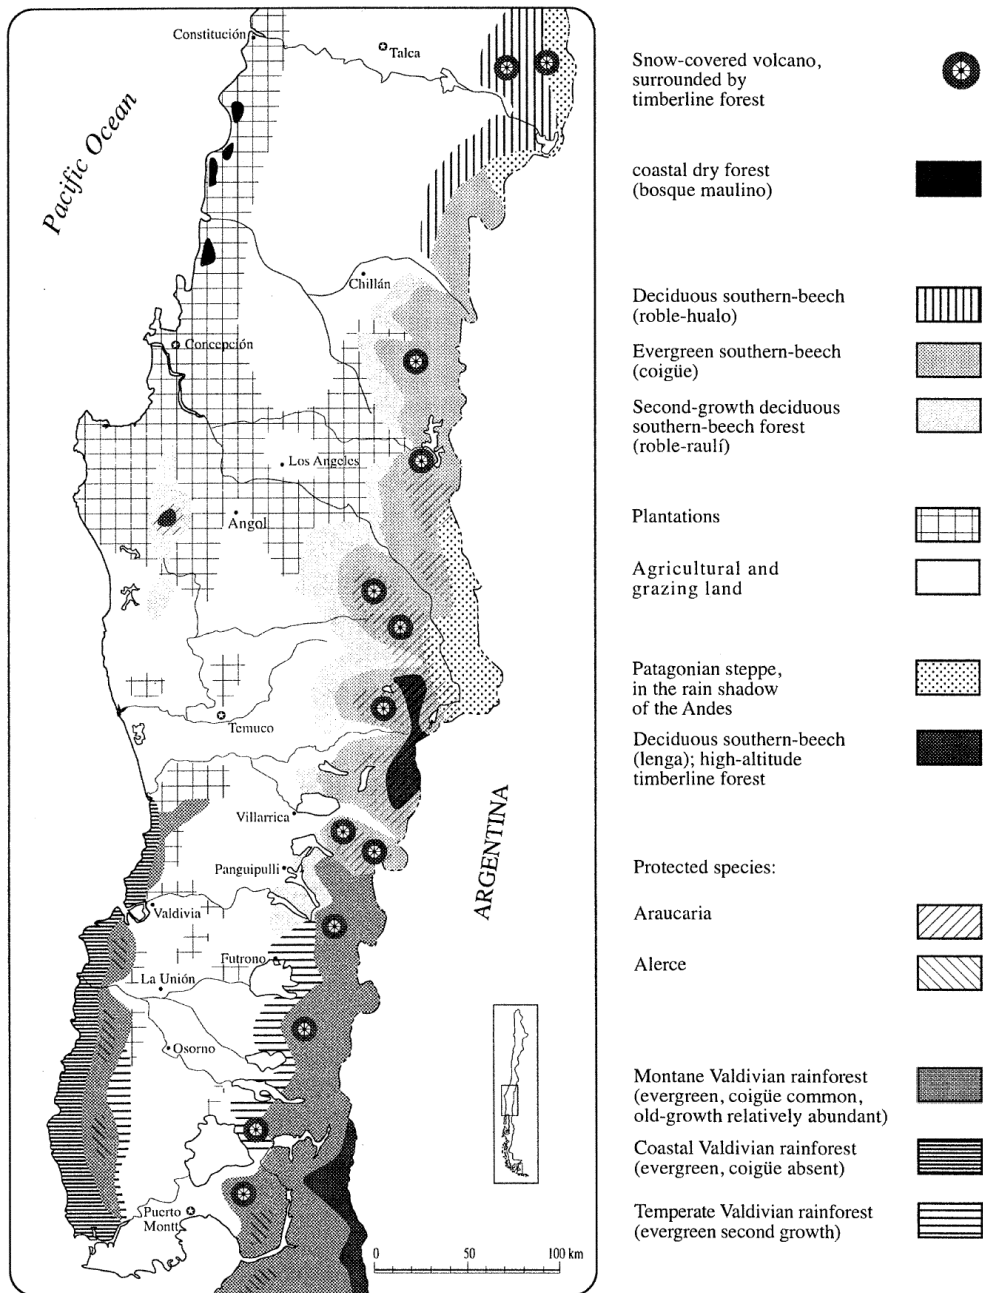 Constitución
Talca
Pacific Ocean
Chillán
Concepción
Los Angeles
Angol
Temuco
Villarrica
ARGENTINA
Panguipulli
Valdivia
Futrono
La Unión
Osorno
Puerto
Montt
0 50 100 km
Snow-covered volcano,
surrounded by
timberline forest
coastal dry forest
(bosque maulino)
Deciduous southern-beech
(roble-hualo)
Evergreen southern-beech
(coigüe)
Second-growth deciduous
southern-beech forest
(roble-raulí)
Plantations
Agricultural and
grazing land
Patagonian steppe,
in the rain shadow
of the Andes
Deciduous southern-beech
(lenga); high-altitude
timberline forest
Protected species:
Araucaria
Alerce
Montane Valdivian rainforest
(evergreen, coigüe common,
old-growth relatively abundant)
Coastal Valdivian rainforest
(evergreen, coigüe absent)
Temperate Valdivian rainforest
(evergreen second growth)